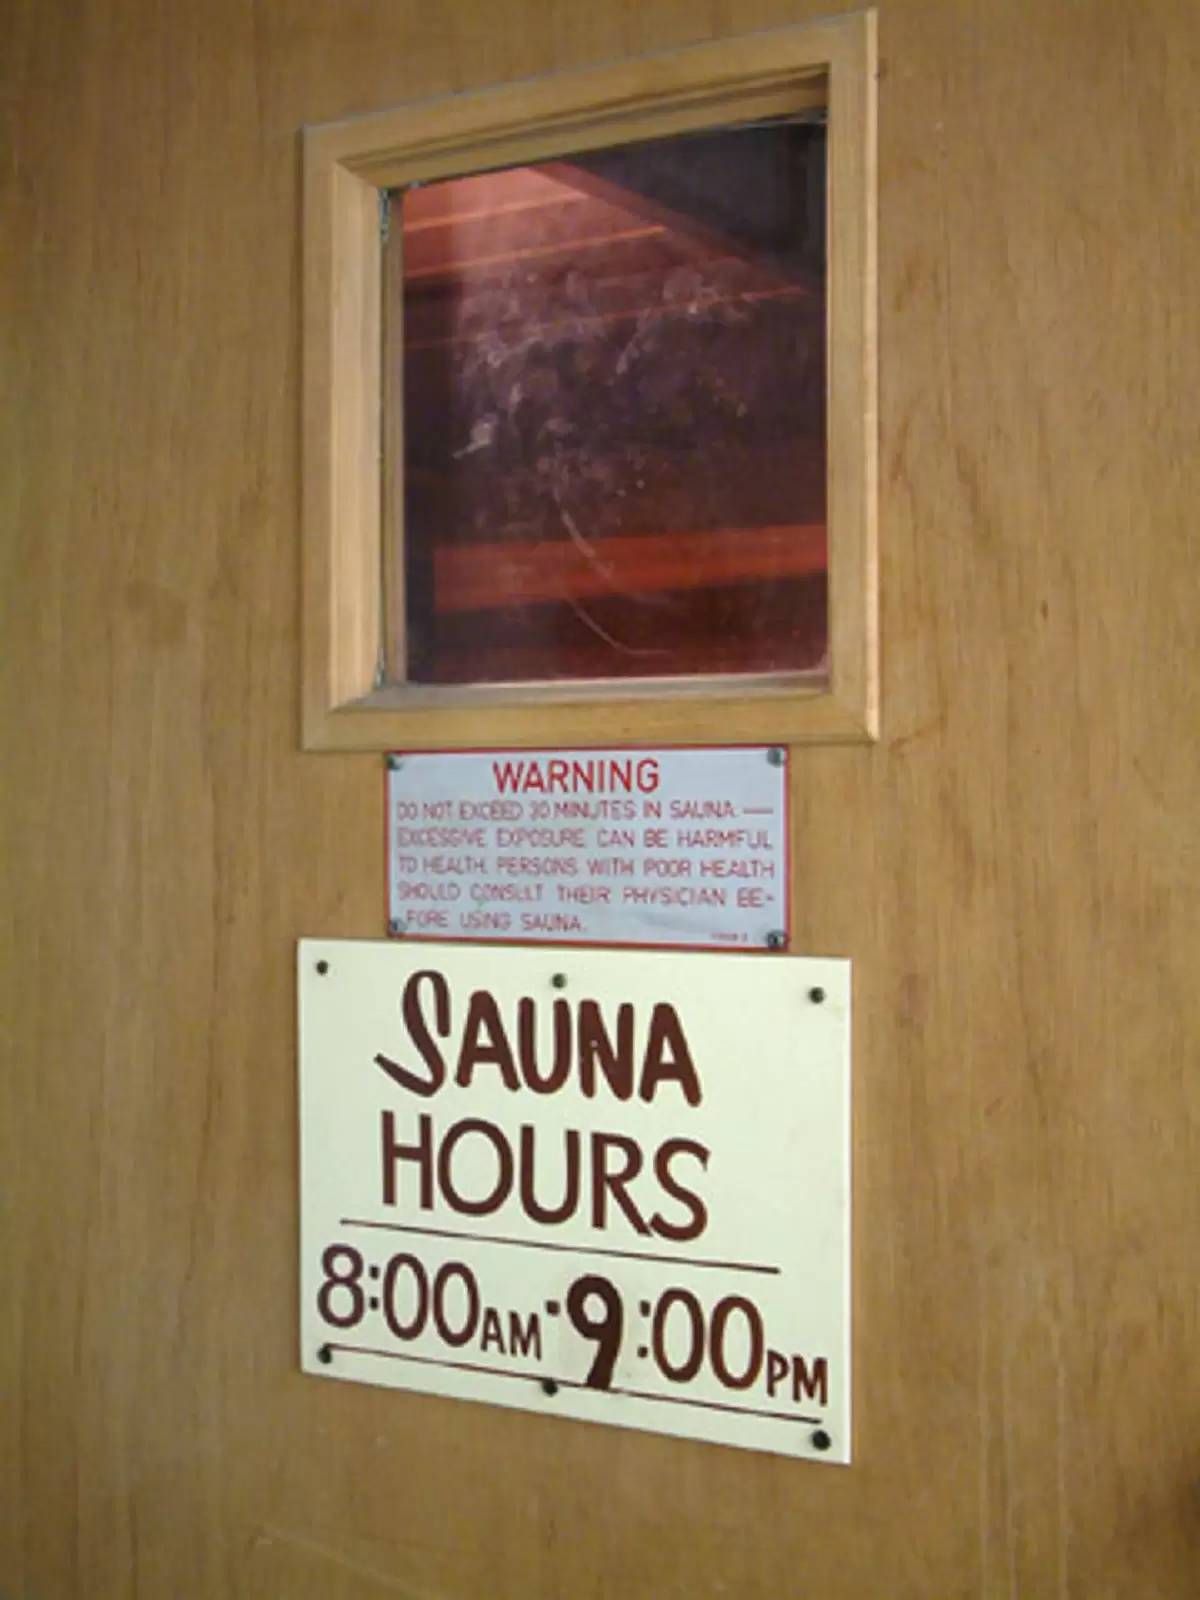 WARNING
DO NOT EXCEED 30 MINUTES IN SAUNA —
EXCESSIVE EXPOSURE CAN BE HARMFUL
TO HEALTH. PERSONS WITH POOR HEALTH
SHOULD CONSULT THEIR PHYSICIAN BE-
FORE USING SAUNA.
SAUNA
HOURS
8:00AM-9:00PM